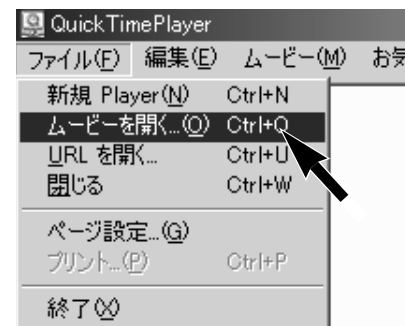 QuickTimePlayer
ファイル(F) 編集(E) ムービー(M) お気
新規 Player(N) Ctrl+N
ムービーを開く...(O) Ctrl+O
URL を開く... Ctrl+U
閉じる Ctrl+W
ページ設定...(G)
プリント...(P) Ctrl+P
終了(X)